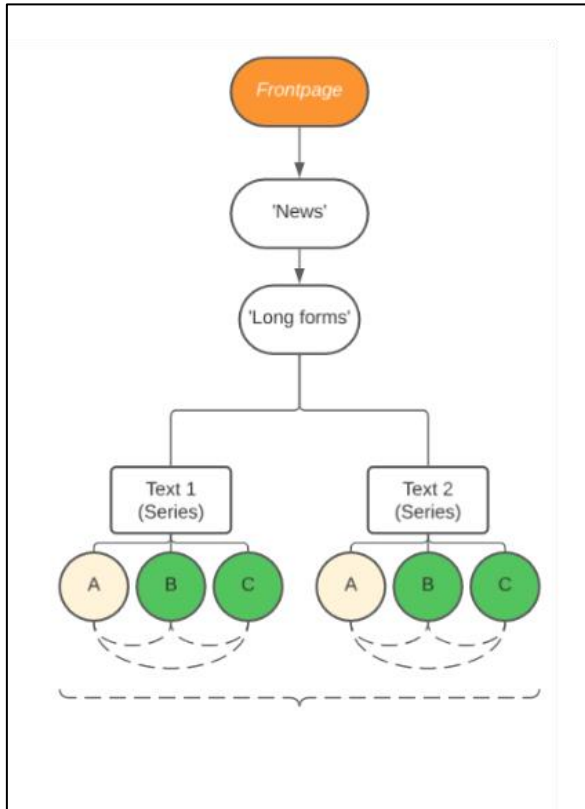 Frontpage
'News'
'Long forms'
Text 1
(Series)
Text 2
(Series)
A
B
C
A
B
C